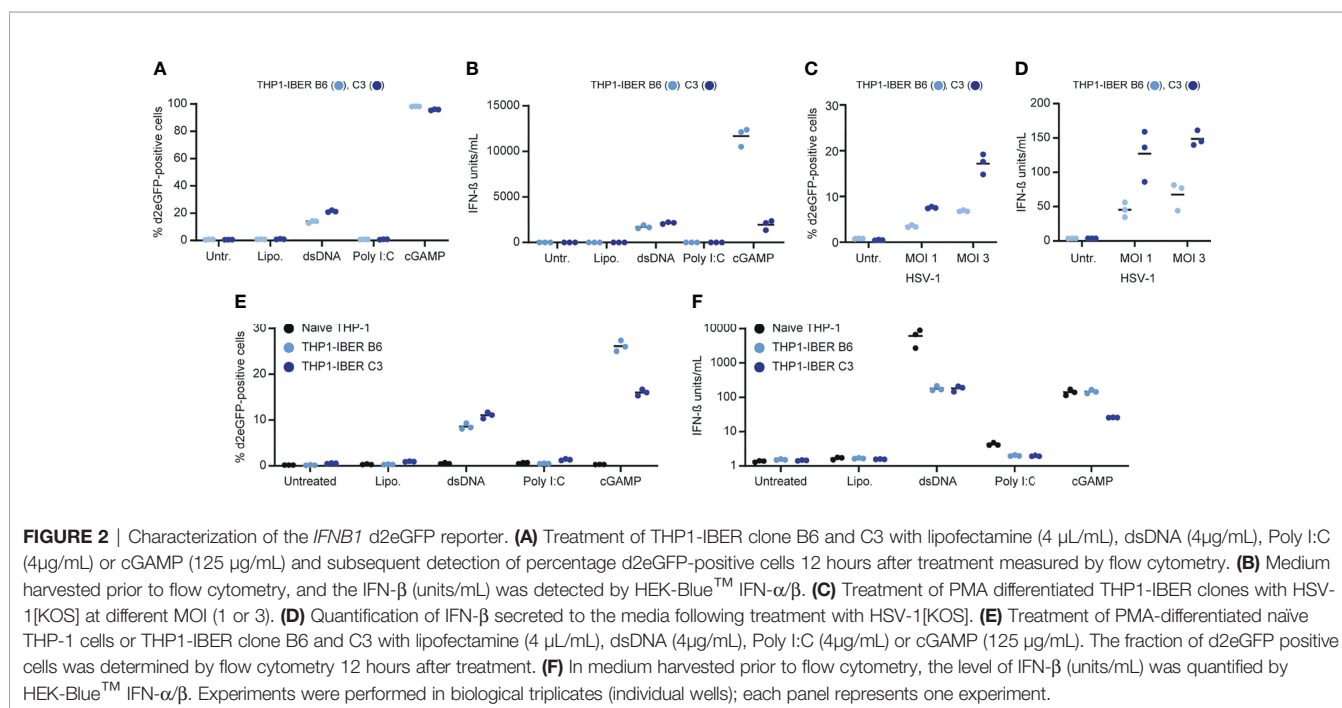 A
THP1-IBER B6 (), C3 ()
% d2eGFP-positive cells
100
80
60
40
20
0
Untr. Lipo. dsDNA Poly I:C cGAMP
B
THP1-IBER B6 () C3 ()
IFN-ß units/mL
15000
10000
5000
0
Untr. Lipo. dsDNA Poly I:C cGAMP
C
THP1-IBER B6 (), C3 ()
% d2eGFP-positive cells
30
20
10
0
Untr. MOI 1 MOI 3
HSV-1
D
THP1-IBER B6 (), C3 ()
IFN-ß units/mL
200
150
100
50
0
Untr. MOI 1 MOI 3
HSV-1
E
Naïve THP-1
THP1-IBER B6
THP1-IBER C3
% d2eGFP-positive cells
30
20
10
0
Untreated Lipo. dsDNA Poly I:C cGAMP
F
Naïve THP-1
THP1-IBER B6
THP1-IBER C3
IFN-ß units/mL
10000
1000
100
10
1
Untreated Lipo. dsDNA Poly I:C cGAMP
FIGURE 2 | Characterization of the IFNB1 d2eGFP reporter. (A) Treatment of THP1-IBER clone B6 and C3 with lipofectamine (4 µL/mL), dsDNA (4µg/mL), Poly I:C
(4µg/mL) or cGAMP (125 µg/mL) and subsequent detection of percentage d2eGFP-positive cells 12 hours after treatment measured by flow cytometry. (B) Medium
harvested prior to flow cytometry, and the IFN-β (units/mL) was detected by HEK-Blue™ IFN-α/β. (C) Treatment of PMA differentiated THP1-IBER clones with HSV-
1[KOS] at different MOI (1 or 3). (D) Quantification of IFN-β secreted to the media following treatment with HSV-1[KOS]. (E) Treatment of PMA-differentiated naïve
THP-1 cells or THP1-IBER clone B6 and C3 with lipofectamine (4 µL/mL), dsDNA (4µg/mL), Poly I:C (4µg/mL) or cGAMP (125 µg/mL). The fraction of d2eGFP positive
cells was determined by flow cytometry 12 hours after treatment. (F) In medium harvested prior to flow cytometry, the level of IFN-β (units/mL) was quantified by
HEK-Blue™ IFN-α/β. Experiments were performed in biological triplicates (individual wells); each panel represents one experiment.